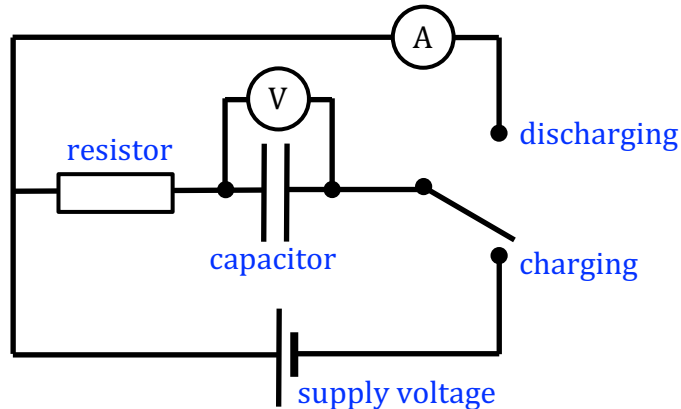 A
V
discharging
resistor
capacitor
charging
supply voltage